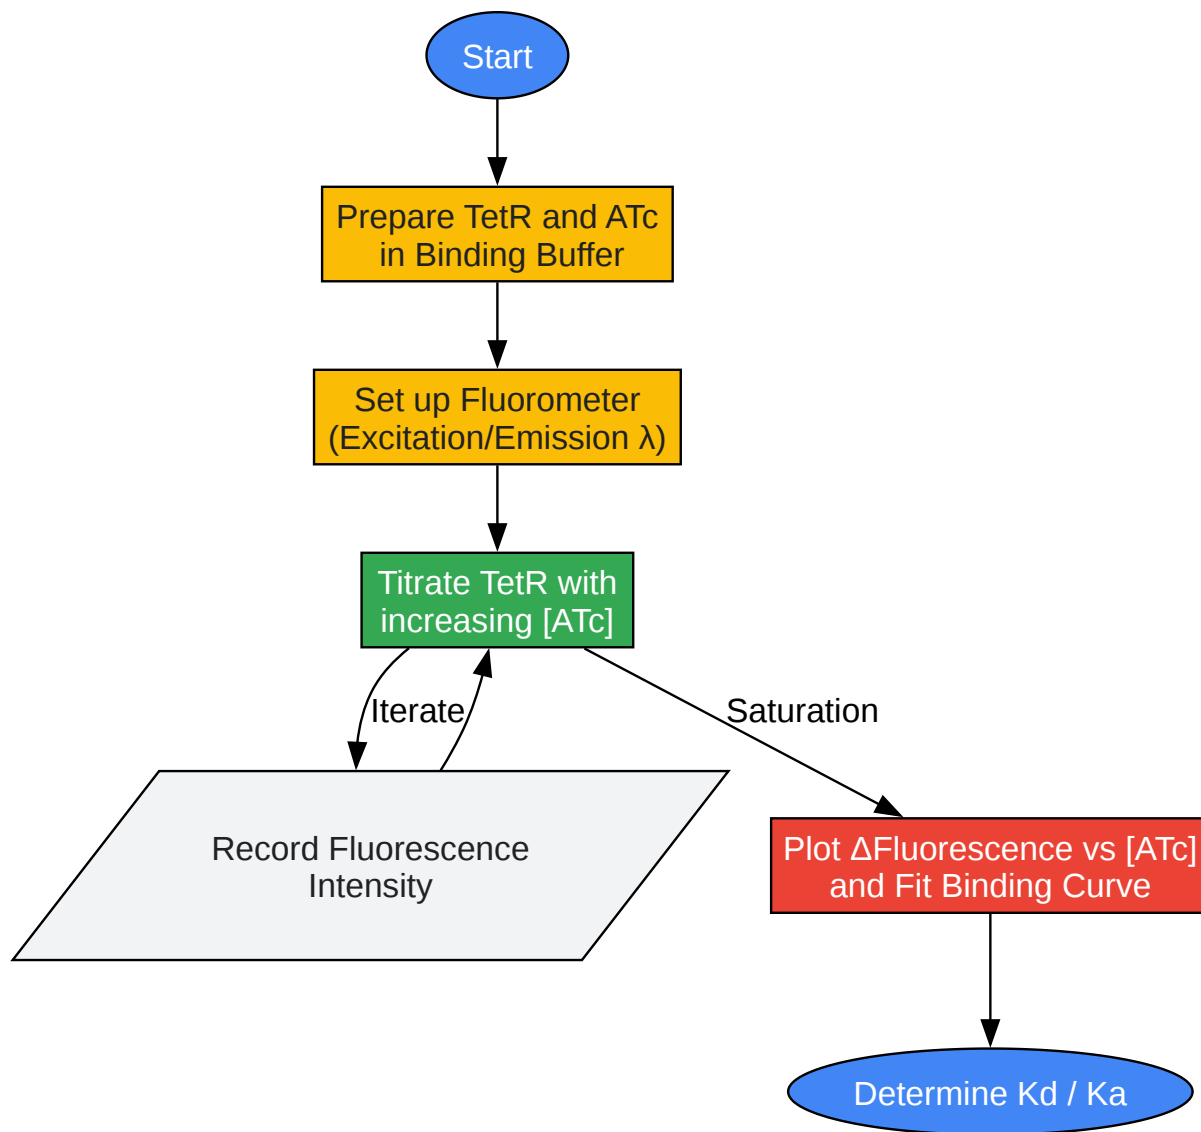 Start
Prepare TetR and ATc
in Binding Buffer
Set up Fluorometer
(Excitation/Emission λ)
Titrate TetR with
increasing [ATc]
Iterate
Saturation
Record Fluorescence
Intensity
Plot ΔFluorescence vs [ATc]
and Fit Binding Curve
Determine Kd / Ka